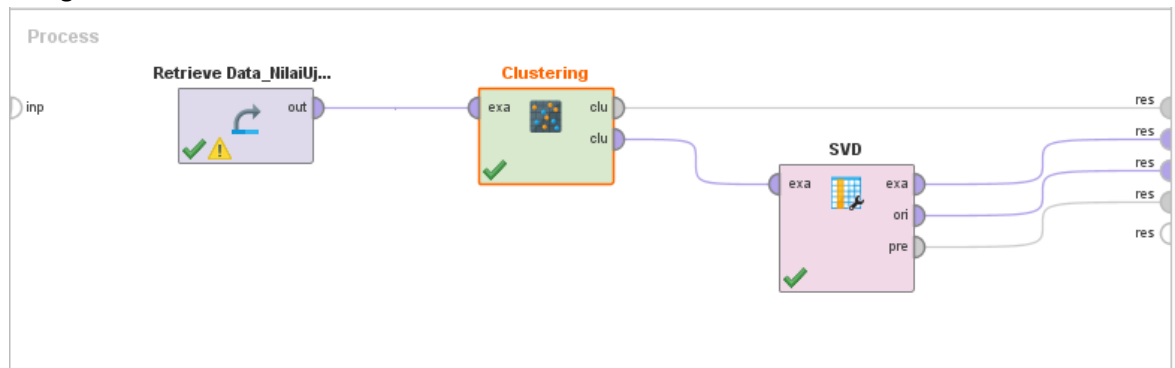 Process
Retrieve Data_NilaiUj...
Clustering
inp
out
exa
clu
clu
SVD
exa
exa
ori
pre
res
res
res
res
res